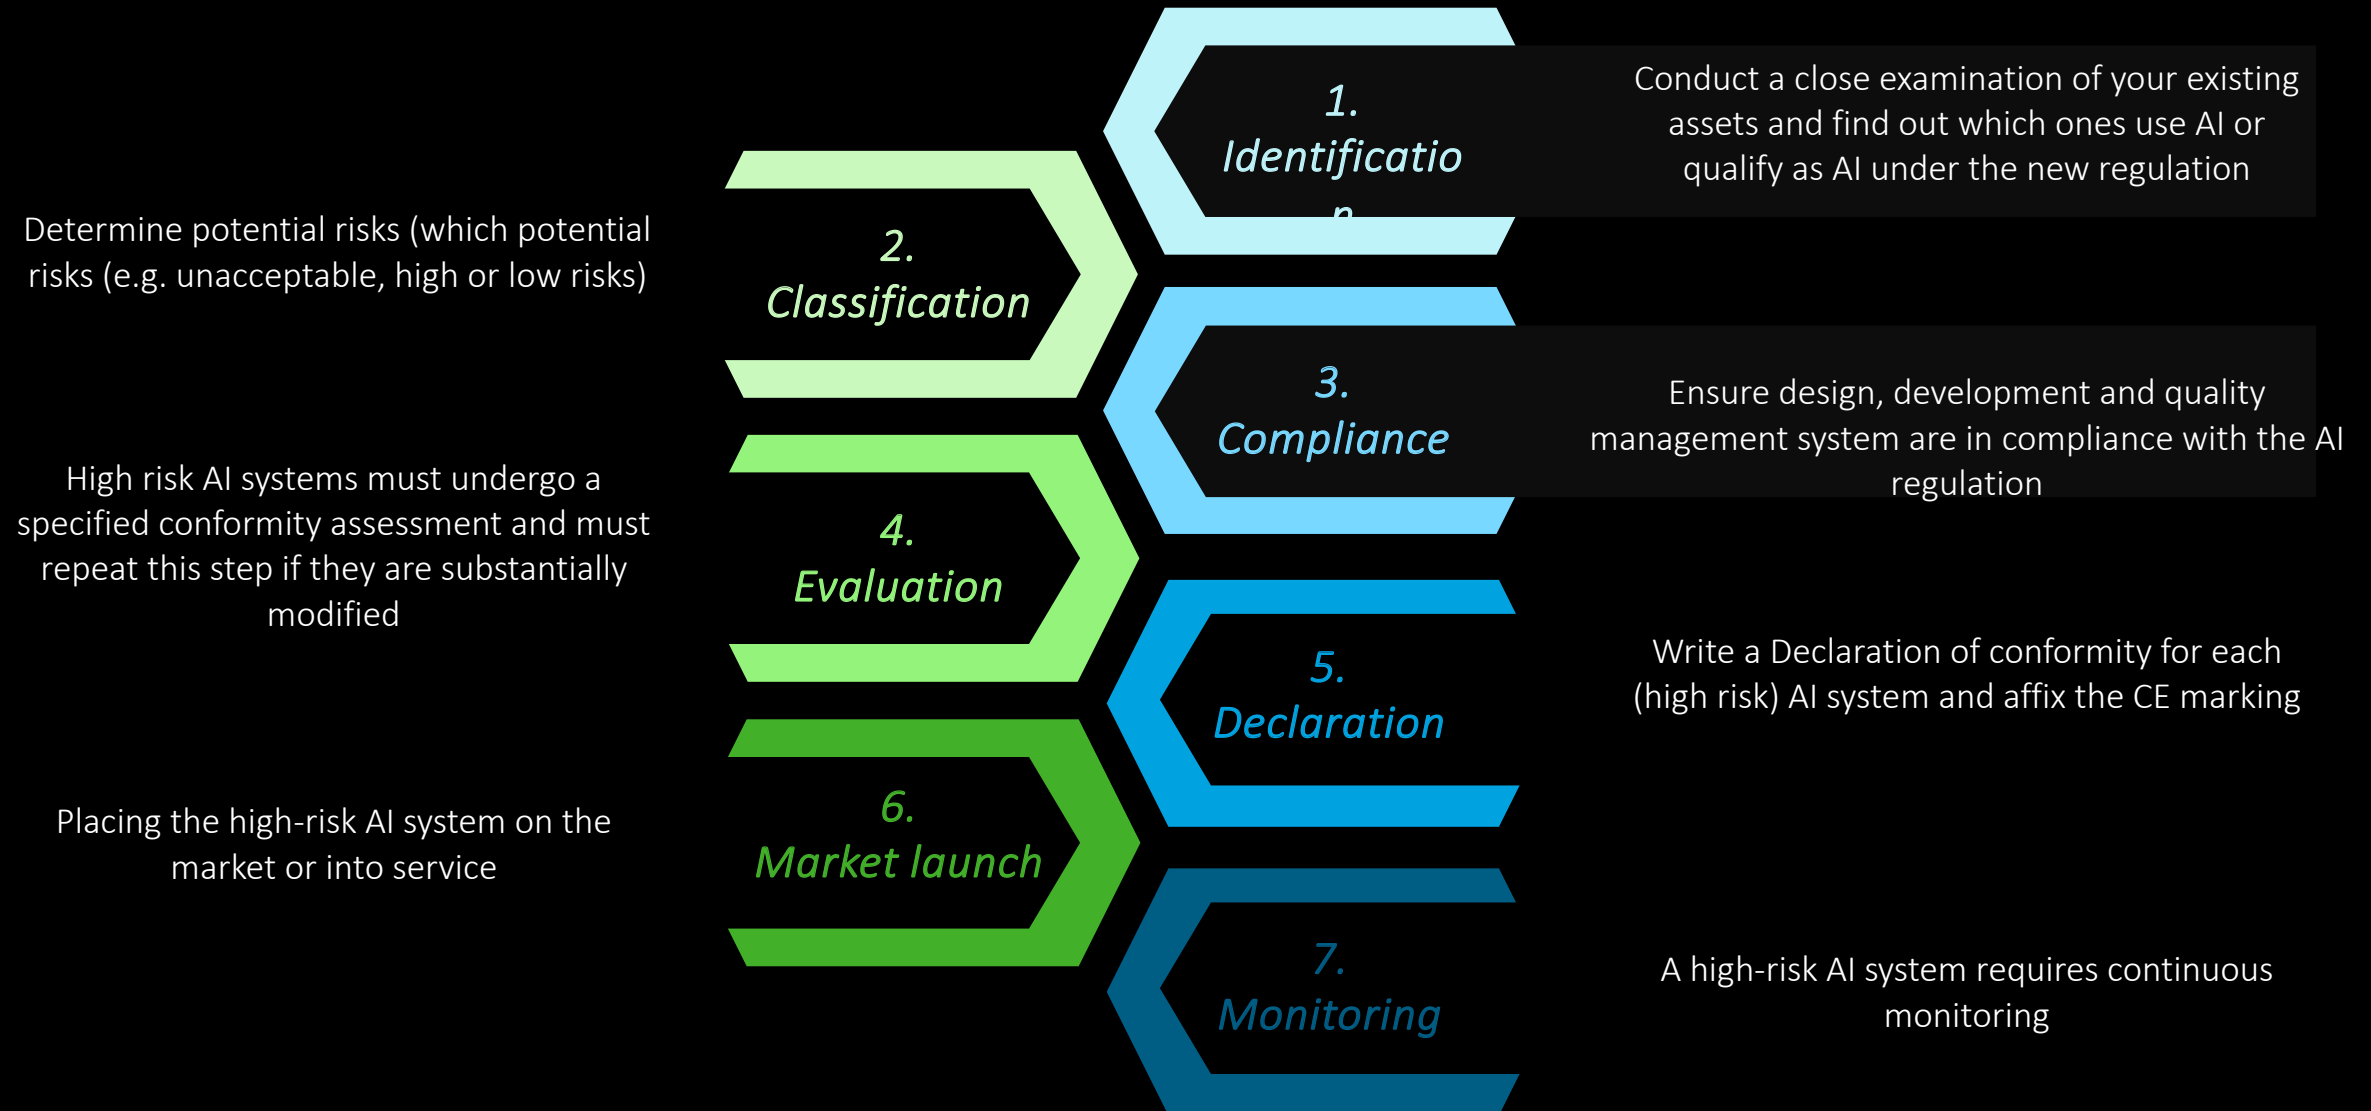 1.
Identificatio
n
Conduct a close examination of your existing
assets and find out which ones use AI or
qualify as AI under the new regulation
2.
Classification
Determine potential risks (which potential
risks (e.g. unacceptable, high or low risks)
3.
Compliance
Ensure design, development and quality
management system are in compliance with the AI
regulation
4.
Evaluation
High risk AI systems must undergo a
specified conformity assessment and must
repeat this step if they are substantially
modified
5.
Declaration
Write a Declaration of conformity for each
(high risk) AI system and affix the CE marking
6.
Market launch
Placing the high-risk AI system on the
market or into service
7.
Monitoring
A high-risk AI system requires continuous
monitoring